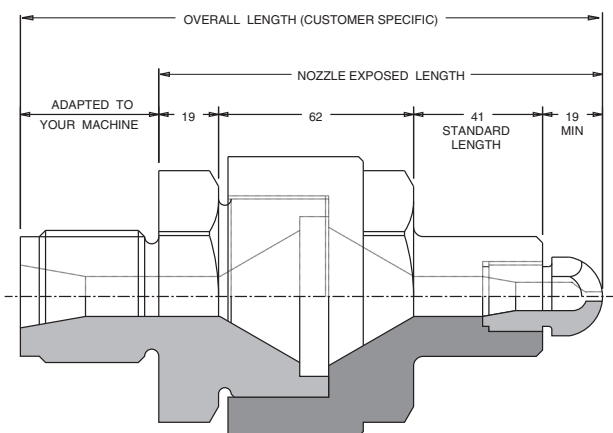 OVERALL LENGTH (CUSTOMER SPECIFIC)
NOZZLE EXPOSED LENGTH
ADAPTED TO
YOUR MACHINE
19
62
41
STANDARD
LENGTH
19
MIN